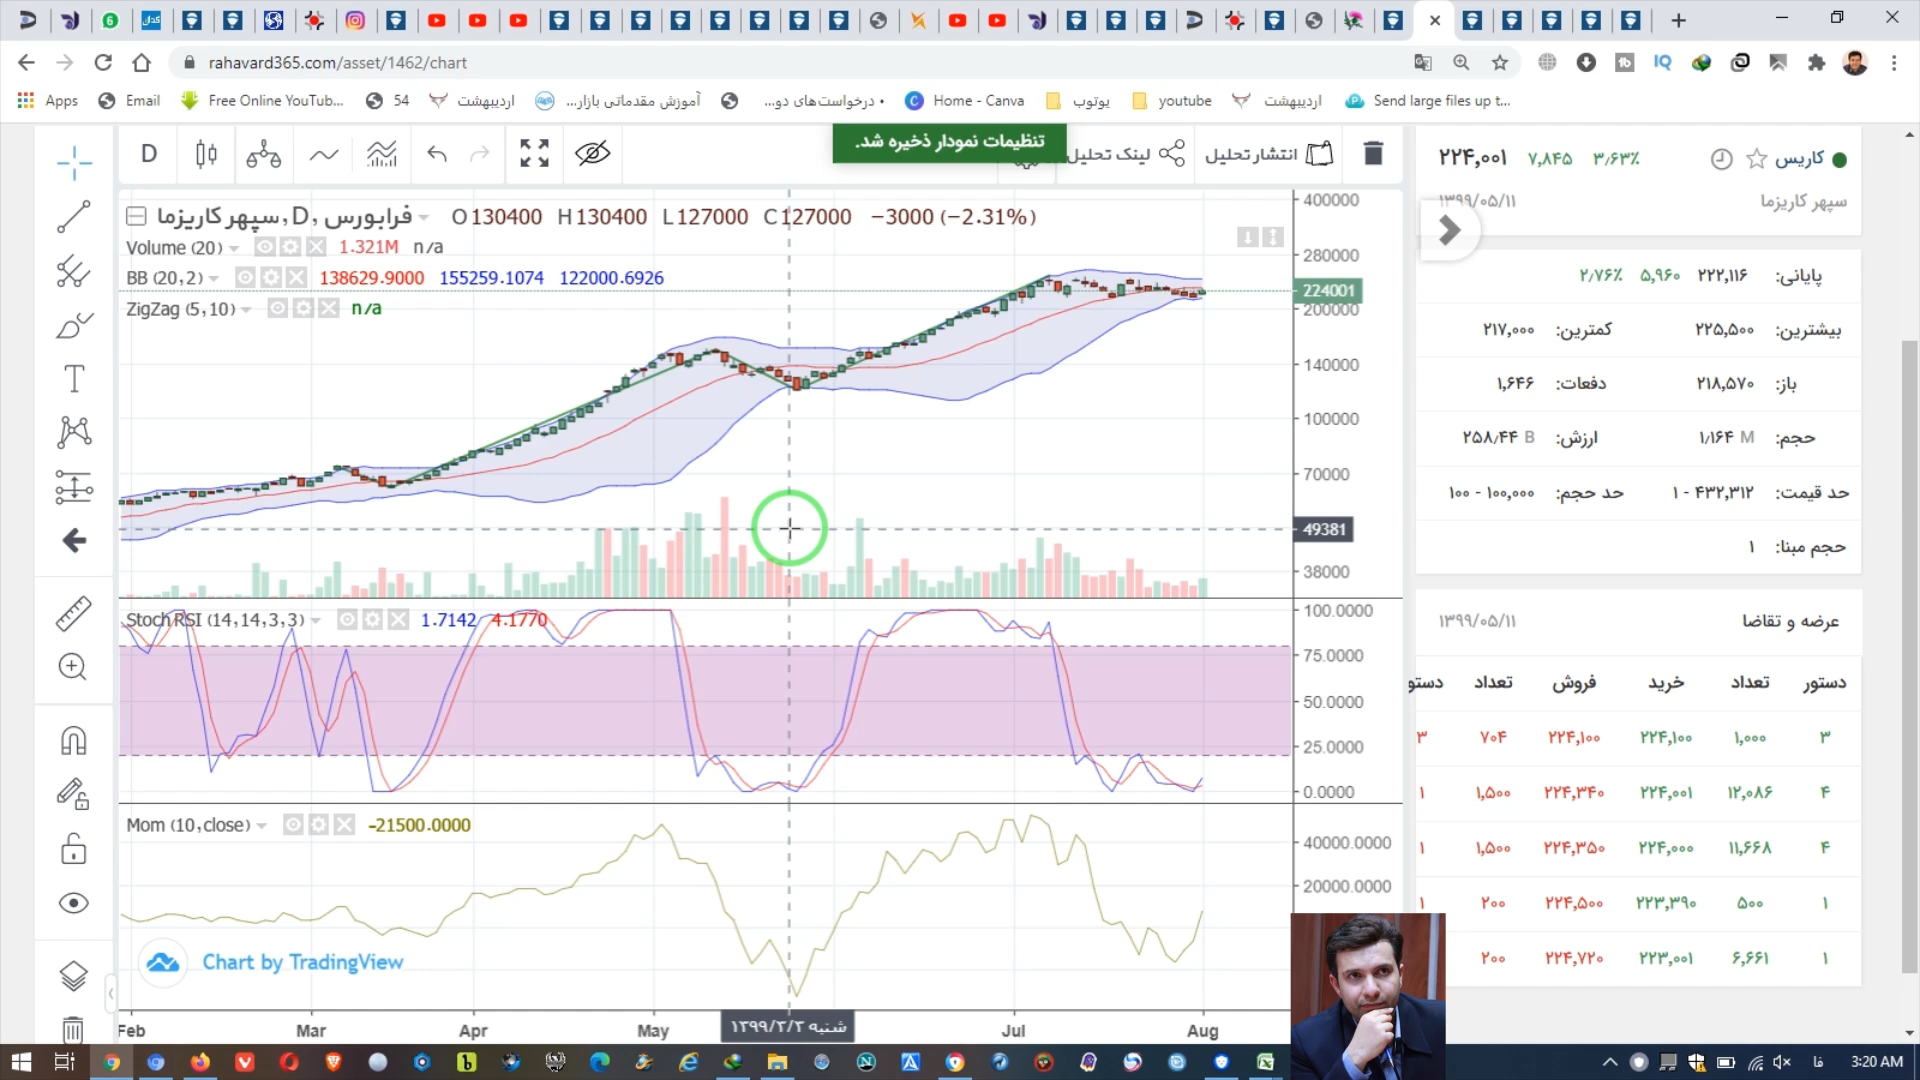 rahavard365.com/asset/1462/chart
Apps
Email
Free Online YouTub...
54
اردیبهشت
آموزش مقدماتی بازار...
درخواست‌های دو...
Home - Canva
یوتوب
youtube
اردیبهشت
Send large files up t...
D
تنظیمات نمودار ذخیره شد.
لینک تحلیل
انتشار تحلیل
سپهر کاریزما, D, فرابورس
O 130400 H 130400 L 127000 C 127000 −3000 (−2.31%)
Volume (20) 1.321M n/a
BB (20,2) 138629.9000 155259.1074 122000.6926
ZigZag (5,10) n/a
400000
280000
224001
200000
140000
100000
70000
49381
38000
Stoch RSI (14,14,3,3) 1.7142 4.1770
100.0000
75.0000
50.0000
25.0000
0.0000
Mom (10,close) -21500.0000
40000.0000
20000.0000
Chart by TradingView
Feb
Mar
Apr
May
شنبه ۱۳۹۹/۳/۳
Jul
Aug
کاریس
۲۲۴,۰۰۱ ۷,۸۴۵ ۳٫۶۳٪
سپهر کاریزما
۱۳۹۹/۰۵/۱۱
پایانی: ۲۲۲,۱۱۶ ۵,۹۶۰ ۲٫۷۶٪
بیشترین: ۲۲۵,۵۰۰ کمترین: ۲۱۷,۰۰۰
باز: ۲۱۸,۵۷۰ دفعات: ۱,۶۴۶
حجم: ۱٫۱۶۴ M ارزش: ۲۵۸٫۴۴ B
حد قیمت: ۴۳۲,۳۱۲ - ۱ حد حجم: ۱۰۰,۰۰۰ - ۱۰۰
حجم مبنا: ۱
عرضه و تقاضا ۱۳۹۹/۰۵/۱۱
دستور تعداد خرید فروش تعداد دستور
۳ ۱,۰۰۰ ۲۲۴,۱۰۰ ۲۲۴,۱۰۰ ۷۰۴ ۳
۴ ۱۲,۰۸۶ ۲۲۴,۰۰۱ ۲۲۴,۳۴۰ ۱,۵۰۰ ۱
۴ ۱۱,۶۶۸ ۲۲۴,۰۰۰ ۲۲۴,۳۵۰ ۱,۵۰۰ ۱
۱ ۵۰۰ ۲۲۳,۳۹۰ ۲۲۴,۵۰۰ ۲۰۰ ۱
۱ ۶,۶۶۱ ۲۲۳,۰۰۱ ۲۲۴,۷۲۰ ۲۰۰
فا
3:20 AM